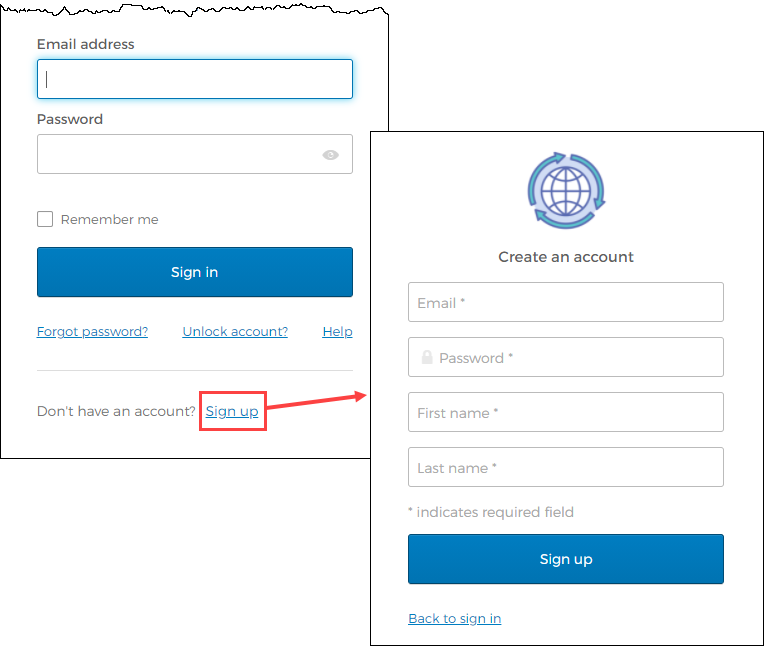 Email address
Password
Remember me
Sign in
Forgot password? Unlock account? Help
Don't have an account? Sign up
Create an account
Email *
Password *
First name *
Last name *
* indicates required field
Sign up
Back to sign in